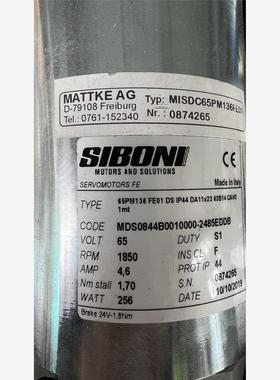 MATTKE AG
D-79108 Freiburg
Tel.: 0761-152340
Typ:
Nr.: 0874265
SIBONI
MOTORS AND SOLUTIONS
CE
Made in Italy
SERVOMOTORS FE
TYPE 65PM136 FE01 DS IP44 DA11x23 63B14 CAVO
1mt
CODE MDS0844B0010000-2485EDDB
VOLT 65 DUTY S1
RPM 1850 INS.CL F
AMP 4,6 PROT IP 44
Nm stall 1,70 S.N. 0874265
WATT 256 10/10/2019
Brake 24V-1,8Nm